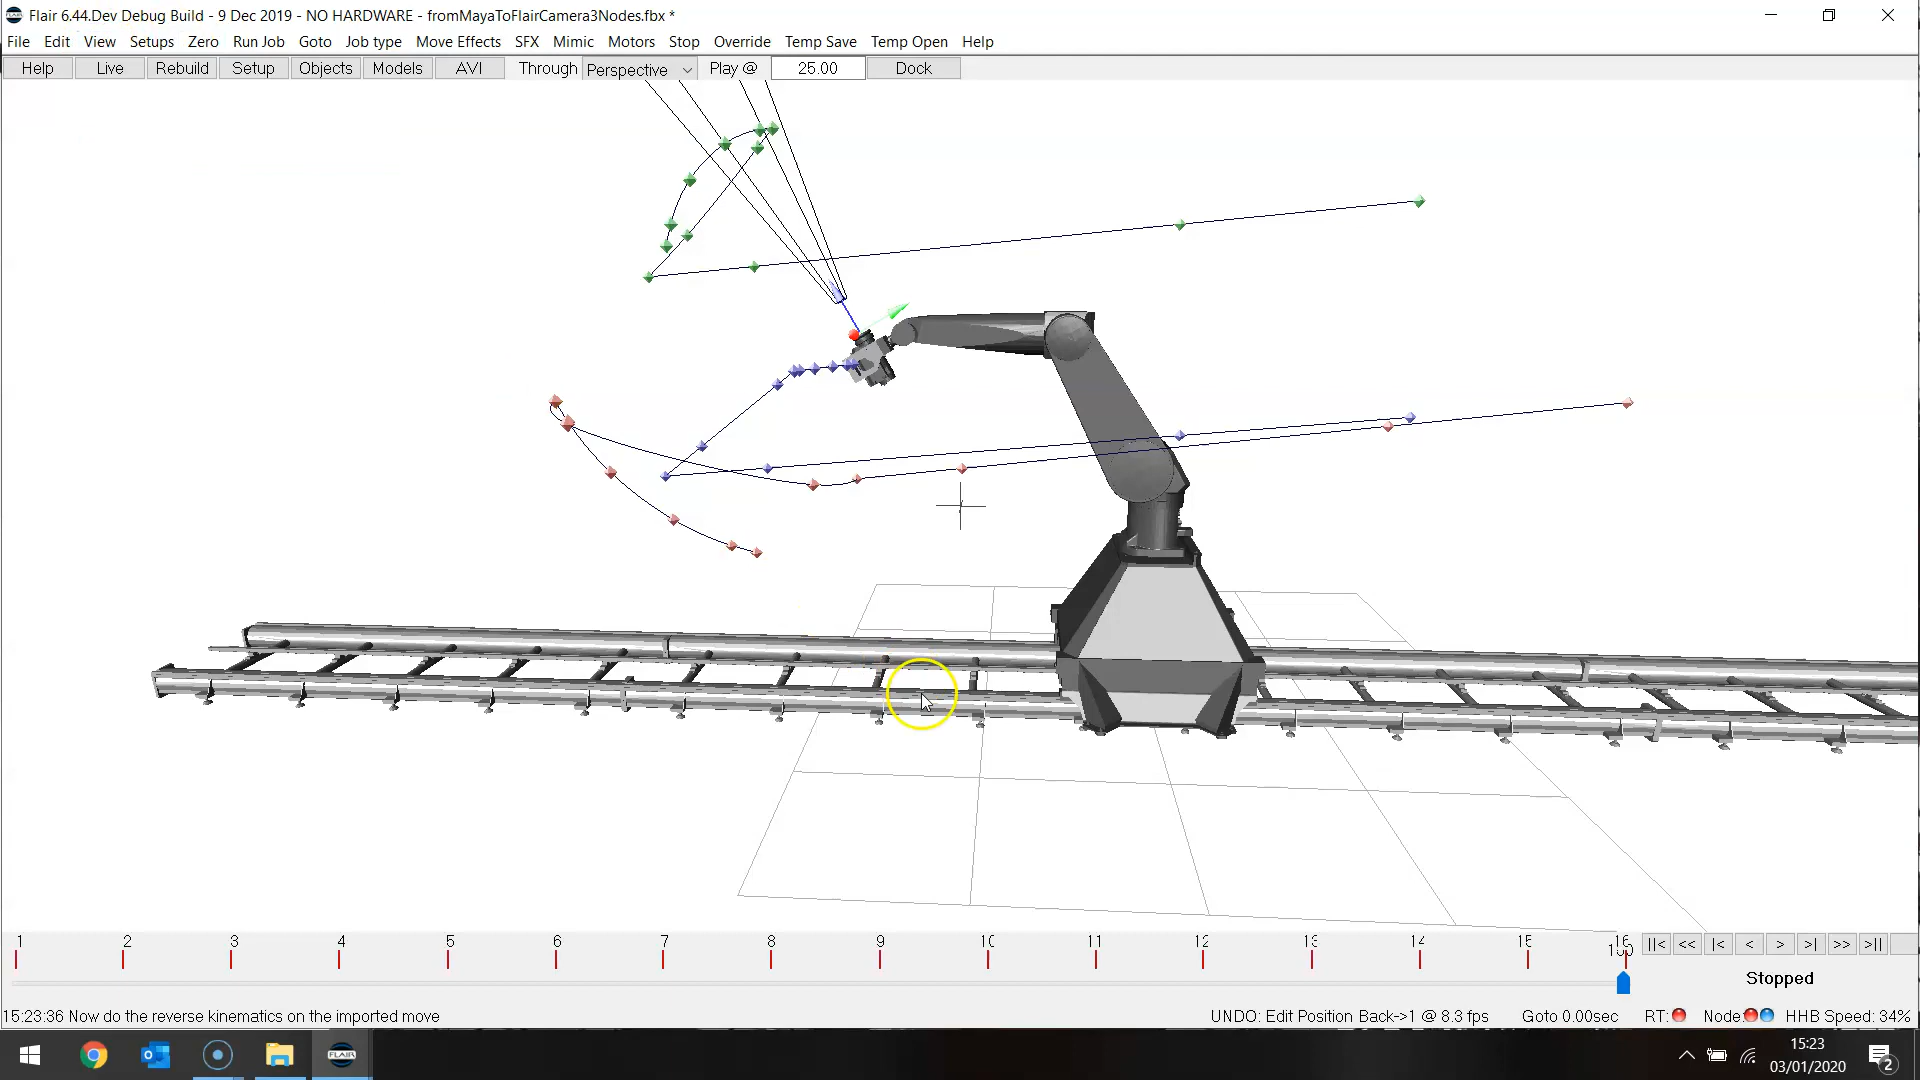 Flair 6.44.Dev Debug Build - 9 Dec 2019 - NO HARDWARE - fromMayaToFlairCamera3Nodes.fbx *
File Edit View Setups Zero Run Job Goto Job type Move Effects SFX Mimic Motors Stop Override Temp Save Temp Open Help
Help Live Rebuild Setup Objects Models AVI Through Perspective Play @ 25.00 Dock
1 2 3 4 5 6 7 8 9 10 11 12 13 14 15 16
||< << |< < > >| >> >||
Stopped
15:23:36 Now do the reverse kinematics on the imported move UNDO: Edit Position Back->1 @ 8.3 fps Goto 0.00sec RT: Node: HHB Speed: 34%
FLAIR
15:23
03/01/2020
2